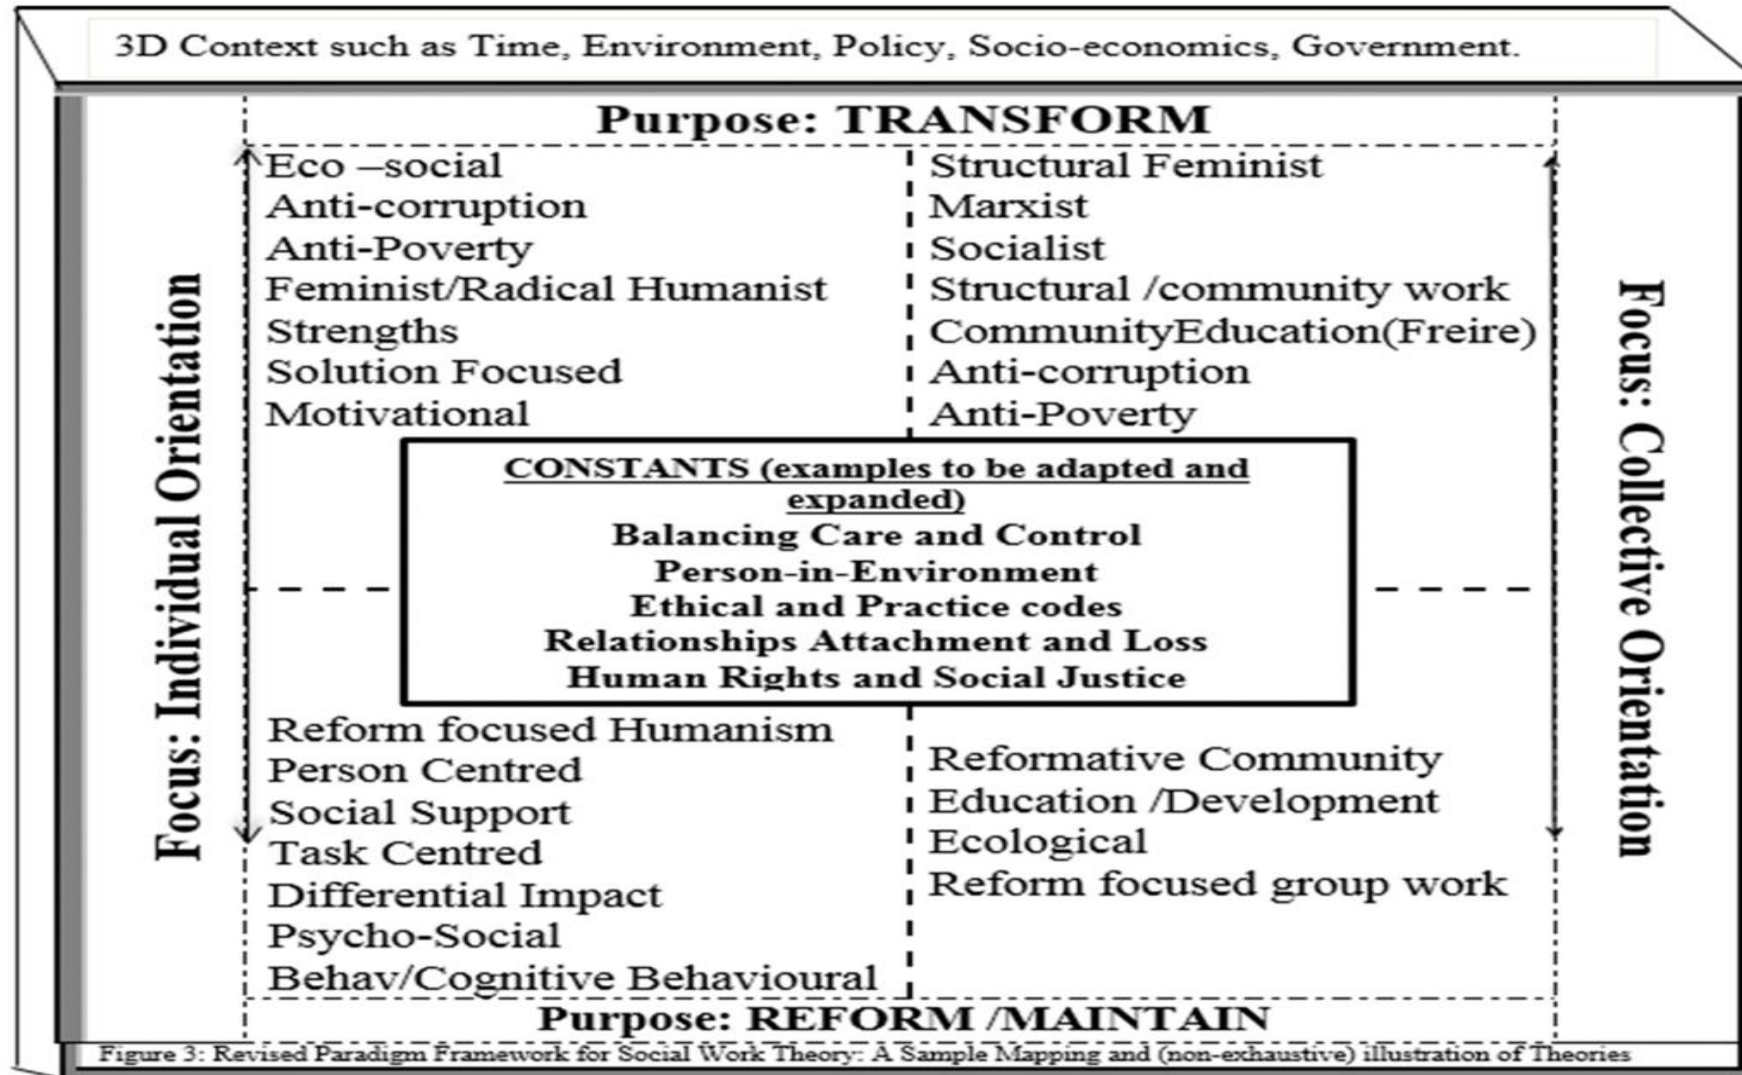 3D Context such as Time, Environment, Policy, Socio-economics, Government.
Purpose: TRANSFORM
Focus: Individual Orientation
Eco –social
Anti-corruption
Anti-Poverty
Feminist/Radical Humanist
Strengths
Solution Focused
Motivational
Structural Feminist
Marxist
Socialist
Structural /community work
CommunityEducation(Freire)
Anti-corruption
Anti-Poverty
Focus: Collective Orientation
CONSTANTS (examples to be adapted and
expanded)
Balancing Care and Control
Person-in-Environment
Ethical and Practice codes
Relationships Attachment and Loss
Human Rights and Social Justice
Reform focused Humanism
Person Centred
Social Support
Task Centred
Differential Impact
Psycho-Social
Behav/Cognitive Behavioural
Reformative Community
Education /Development
Ecological
Reform focused group work
Purpose: REFORM /MAINTAIN
Figure 3: Revised Paradigm Framework for Social Work Theory: A Sample Mapping and (non-exhaustive) illustration of Theories